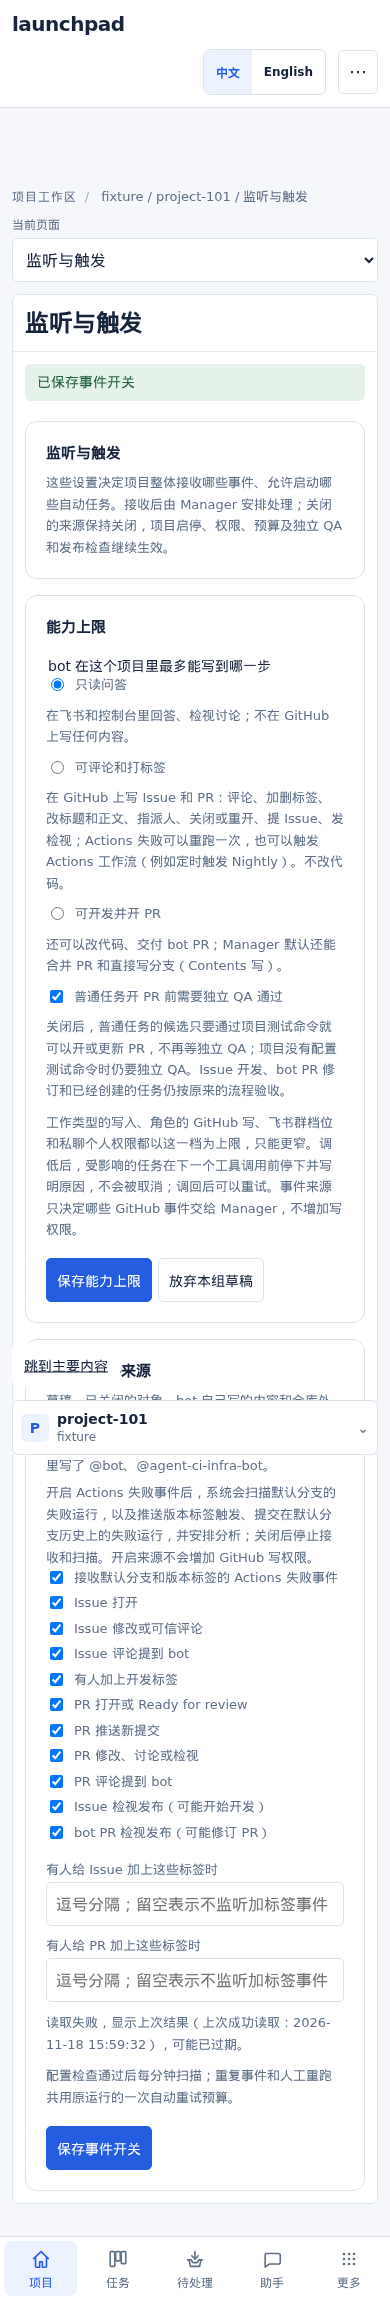 launchpad
中文 English ...
项目工作区 / fixture / project-101 / 监听与触发
当前页面
监听与触发
监听与触发
已保存事件开关
监听与触发
这些设置决定项目整体接收哪些事件、允许启动哪
些自动任务。接收后由 Manager 安排处理；关闭
的来源保持关闭，项目启停、权限、预算及独立 QA
和发布检查继续生效。
能力上限
bot 在这个项目里最多能写到哪一步
只读问答
在飞书和控制台里回答、检视讨论；不在 GitHub
上写任何内容。
可评论和打标签
在 GitHub 上写 Issue 和 PR：评论、加删标签、
改标题和正文、指派人、关闭或重开、提 Issue、发
检视；Actions 失败可以重跑一次，也可以触发
Actions 工作流（例如定时触发 Nightly）。不改代
码。
可开发并开 PR
还可以改代码、交付 bot PR；Manager 默认还能
合并 PR 和直接写分支（Contents 写）。
普通任务开 PR 前需要独立 QA 通过
关闭后，普通任务的候选只要通过项目测试命令就
可以开或更新 PR，不再等独立 QA；项目没有配置
测试命令时仍要独立 QA。Issue 开发、bot PR 修
订和已经创建的任务仍按原来的流程验收。
工作类型的写入、角色的 GitHub 写、飞书群档位
和私聊个人权限都以这一档为上限，只能更窄。调
低后，受影响的任务在下一个工具调用前停下并写
明原因，不会被取消；调回后可以重试。事件来源
只决定哪些 GitHub 事件交给 Manager，不增加写
权限。
保存能力上限 放弃本组草稿
跳到主要内容 来源
P project-101
fixture
里写了 @bot、@agent-ci-infra-bot。
开启 Actions 失败事件后，系统会扫描默认分支的
失败运行，以及推送版本标签触发、提交在默认分
支历史上的失败运行，并安排分析；关闭后停止接
收和扫描。开启来源不会增加 GitHub 写权限。
接收默认分支和版本标签的 Actions 失败事件
Issue 打开
Issue 修改或可信评论
Issue 评论提到 bot
有人加上开发标签
PR 打开或 Ready for review
PR 推送新提交
PR 修改、讨论或检视
PR 评论提到 bot
Issue 检视发布（可能开始开发）
bot PR 检视发布（可能修订 PR）
有人给 Issue 加上这些标签时
逗号分隔；留空表示不监听加标签事件
有人给 PR 加上这些标签时
逗号分隔；留空表示不监听加标签事件
读取失败，显示上次结果（上次成功读取：2026-
11-18 15:59:32），可能已过期。
配置检查通过后每分钟扫描；重复事件和人工重跑
共用原运行的一次自动重试预算。
保存事件开关
项目 任务 待处理 助手 更多